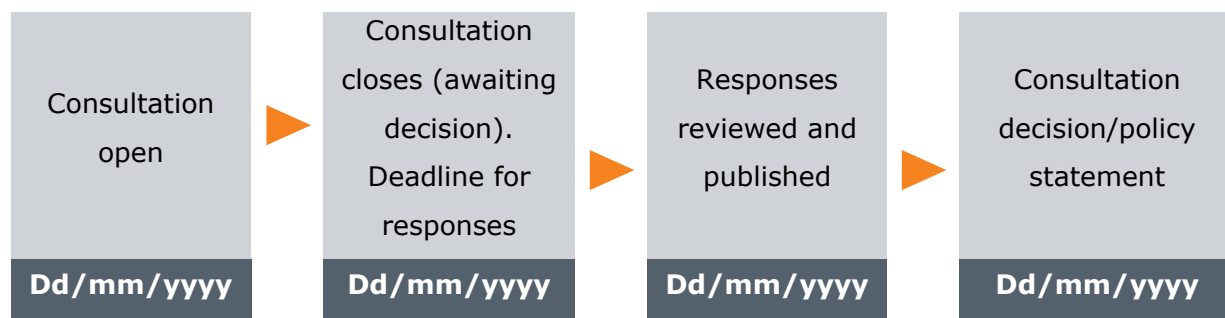 Consultation
open
Dd/mm/yyyy
Consultation
closes (awaiting
decision).
Deadline for
responses
Dd/mm/yyyy
Responses
reviewed and
published
Dd/mm/yyyy
Consultation
decision/policy
statement
Dd/mm/yyyy